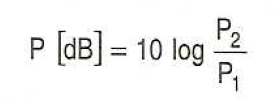 P [dB] = 10 log P₂/P₁